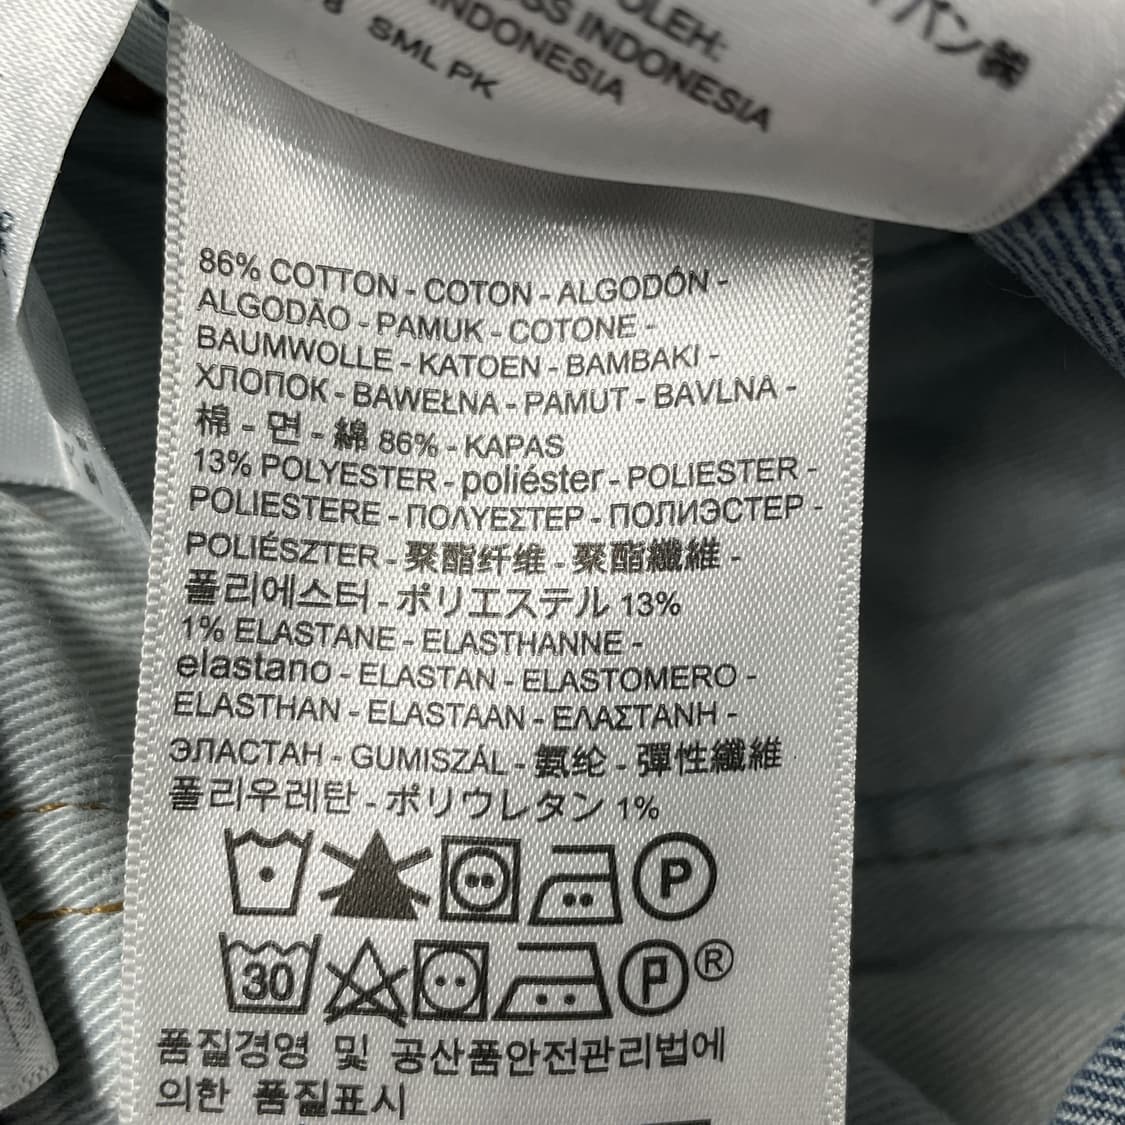 OLEH:
SS INDONESIA
INDONESIA
SML PK
パン㈱
86% COTTON - COTON - ALGODÓN -
ALGODÃO - PAMUK - COTONE -
BAUMWOLLE - KATOEN - BAMBAKI -
ХЛОПОК - BAWEŁNA - PAMUT - BAVLNA -
棉 - 면 - 綿 86% - KAPAS
13% POLYESTER - poliéster - POLIESTER -
POLIESTERE - ΠΟΛΥΕΣΤΕΡ - ПОЛИЭСТЕР -
POLIÉSZTER - 聚酯纤维 - 聚酯纖維 -
폴리에스터 - ポリエステル 13%
1% ELASTANE - ELASTHANNE -
elastano - ELASTAN - ELASTOMERO -
ELASTHAN - ELASTAAN - ΕΛΑΣΤΑΝΗ -
ЭЛАСТАН - GUMISZÁL - 氨纶 - 彈性纖維
폴리우레탄 - ポリウレタン 1%
P
30 P ®
품질경영 및 공산품안전관리법에
의한 품질표시